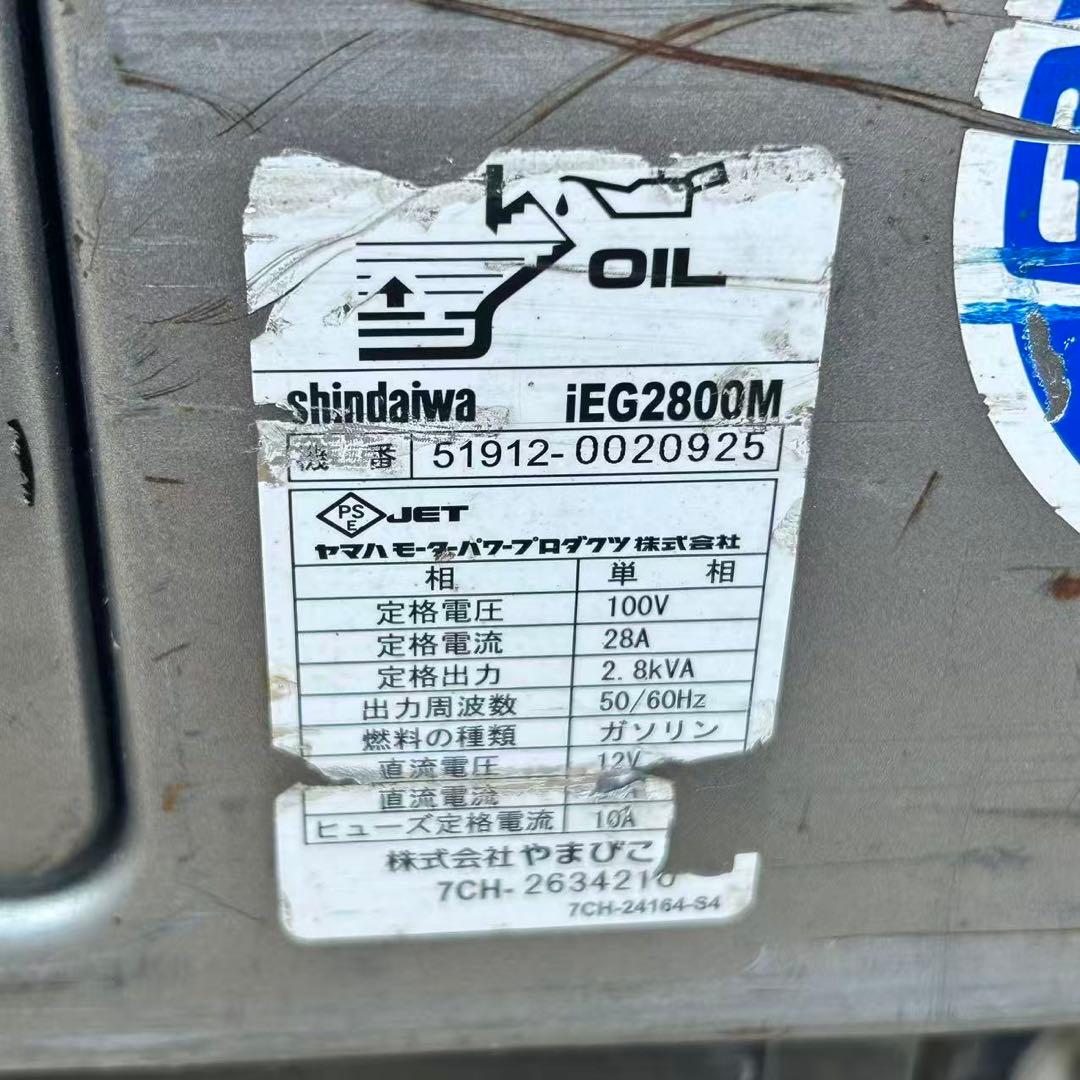 OIL
shindaiwa iEG2800M
機番 51912-0020925
PS E JET
ヤマハモーターパワープロダクツ株式会社
相 単相
定格電圧 100V
定格電流 28A
定格出力 2.8kVA
出力周波数 50/60Hz
燃料の種類 ガソリン
直流電圧 12V
直流電流
ヒューズ定格電流 10A
株式会社やまびこ
7CH-2634210
7CH-24164-S4